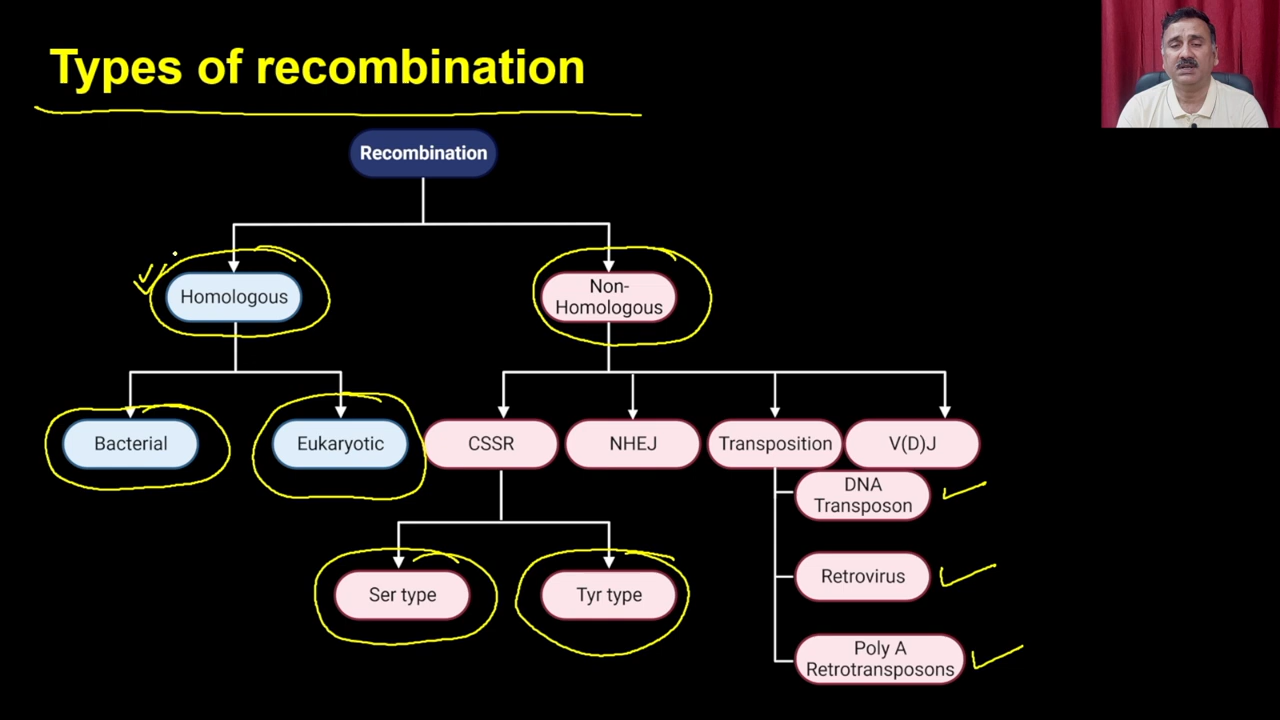 Types of recombination
Recombination
Homologous
Non-
Homologous
Bacterial
Eukaryotic
CSSR
NHEJ
Transposition
V(D)J
DNA
Transposon
Retrovirus
Ser type
Tyr type
Poly A
Retrotransposons